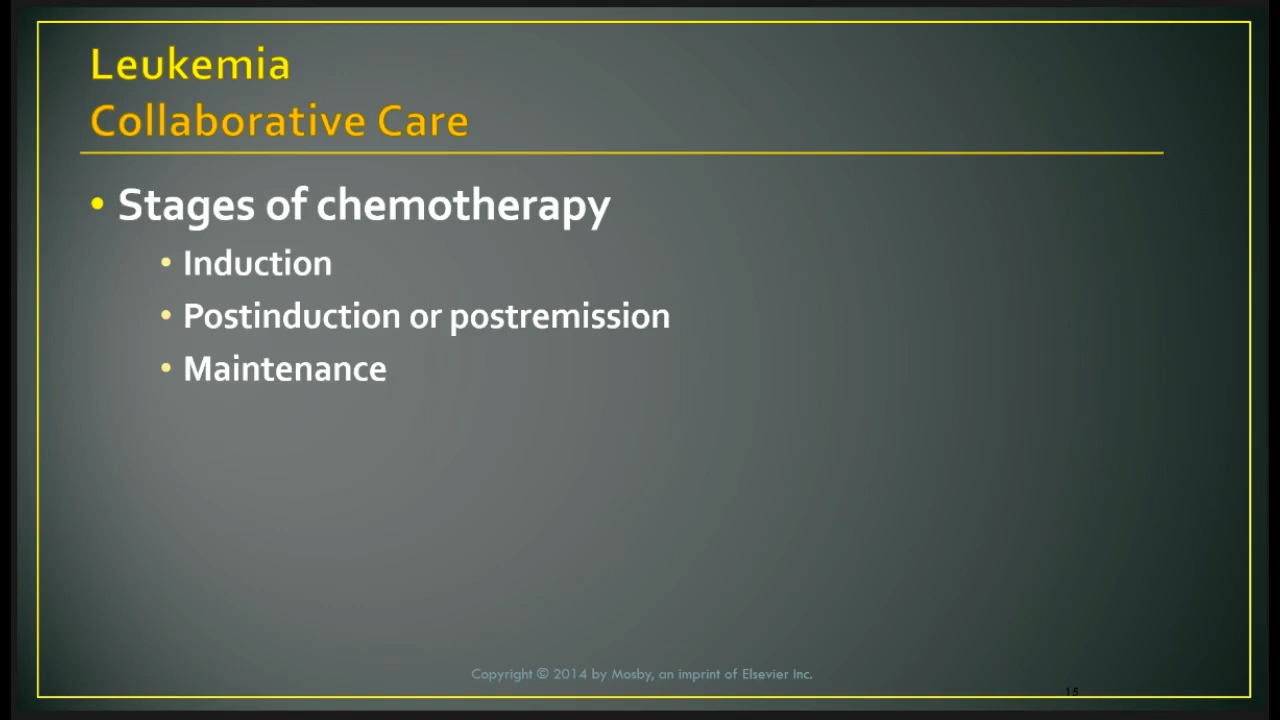 Leukemia
Collaborative Care
• Stages of chemotherapy
• Induction
• Postinduction or postremission
• Maintenance
Copyright © 2014 by Mosby, an imprint of Elsevier Inc.
15